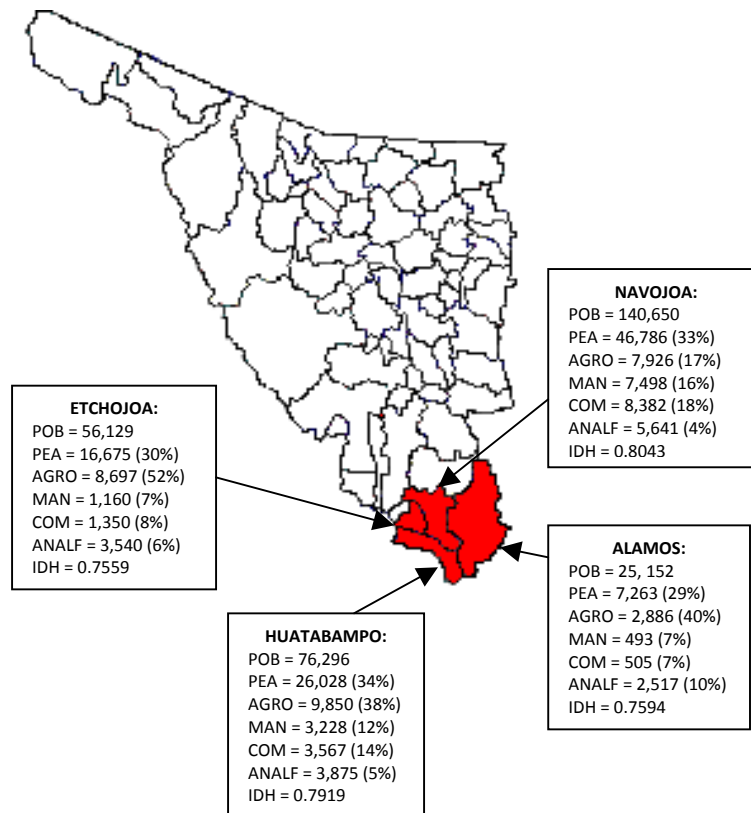 NAVOJOA:
POB = 140,650
PEA = 46,786 (33%)
AGRO = 7,926 (17%)
MAN = 7,498 (16%)
COM = 8,382 (18%)
ANALF = 5,641 (4%)
IDH = 0.8043
ETCHOJOA:
POB = 56,129
PEA = 16,675 (30%)
AGRO = 8,697 (52%)
MAN = 1,160 (7%)
COM = 1,350 (8%)
ANALF = 3,540 (6%)
IDH = 0.7559
ALAMOS:
POB = 25, 152
PEA = 7,263 (29%)
AGRO = 2,886 (40%)
MAN = 493 (7%)
COM = 505 (7%)
ANALF = 2,517 (10%)
IDH = 0.7594
HUATABAMPO:
POB = 76,296
PEA = 26,028 (34%)
AGRO = 9,850 (38%)
MAN = 3,228 (12%)
COM = 3,567 (14%)
ANALF = 3,875 (5%)
IDH = 0.7919